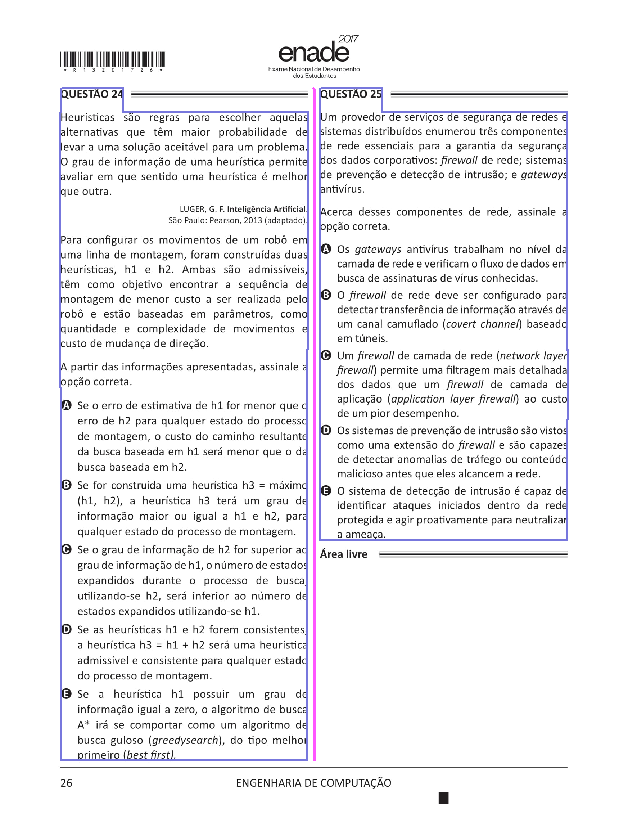 *R13201726*
enade 2017
Exame Nacional de Desempenho
dos Estudantes
QUESTÃO 24
Heurísticas são regras para escolher aquelas
alternativas que têm maior probabilidade de
levar a uma solução aceitável para um problema.
O grau de informação de uma heurística permite
avaliar em que sentido uma heurística é melhor
que outra.
LUGER, G. F. Inteligência Artificial.
São Paulo: Pearson, 2013 (adaptado).
Para configurar os movimentos de um robô em
uma linha de montagem, foram construídas duas
heurísticas, h1 e h2. Ambas são admissíveis,
têm como objetivo encontrar a sequência de
montagem de menor custo a ser realizada pelo
robô e estão baseadas em parâmetros, como
quantidade e complexidade de movimentos e
custo de mudança de direção.
A partir das informações apresentadas, assinale a
opção correta.
A Se o erro de estimativa de h1 for menor que o
erro de h2 para qualquer estado do processo
de montagem, o custo do caminho resultante
da busca baseada em h1 será menor que o da
busca baseada em h2.
B Se for construída uma heurística h3 = máximo
(h1, h2), a heurística h3 terá um grau de
informação maior ou igual a h1 e h2, para
qualquer estado do processo de montagem.
C Se o grau de informação de h2 for superior ao
grau de informação de h1, o número de estados
expandidos durante o processo de busca,
utilizando-se h2, será inferior ao número de
estados expandidos utilizando-se h1.
D Se as heurísticas h1 e h2 forem consistentes,
a heurística h3 = h1 + h2 será uma heurística
admissível e consistente para qualquer estado
do processo de montagem.
E Se a heurística h1 possuir um grau de
informação igual a zero, o algoritmo de busca
A* irá se comportar como um algoritmo de
busca guloso (greedysearch), do tipo melhor
primeiro (best first).
QUESTÃO 25
Um provedor de serviços de segurança de redes e
sistemas distribuídos enumerou três componentes
de rede essenciais para a garantia da segurança
dos dados corporativos: firewall de rede; sistemas
de prevenção e detecção de intrusão; e gateways
antivírus.
Acerca desses componentes de rede, assinale a
opção correta.
A Os gateways antivírus trabalham no nível da
camada de rede e verificam o fluxo de dados em
busca de assinaturas de vírus conhecidas.
B O firewall de rede deve ser configurado para
detectar transferência de informação através de
um canal camuflado (covert channel) baseado
em túneis.
C Um firewall de camada de rede (network layer
firewall) permite uma filtragem mais detalhada
dos dados que um firewall de camada de
aplicação (application layer firewall) ao custo
de um pior desempenho.
D Os sistemas de prevenção de intrusão são vistos
como uma extensão do firewall e são capazes
de detectar anomalias de tráfego ou conteúdo
malicioso antes que eles alcancem a rede.
E O sistema de detecção de intrusão é capaz de
identificar ataques iniciados dentro da rede
protegida e agir proativamente para neutralizar
a ameaça.
Área livre
26
ENGENHARIA DE COMPUTAÇÃO